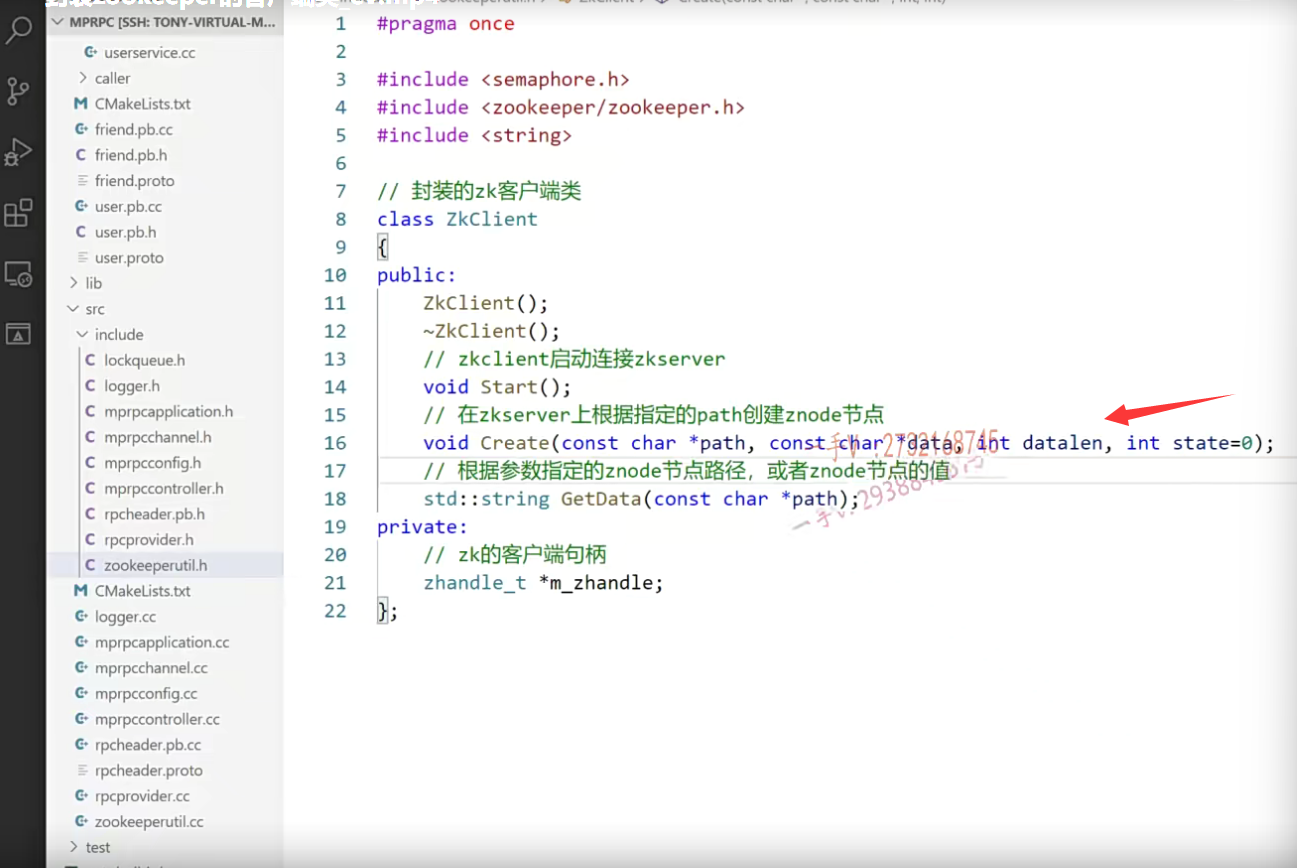 MPRPC [SSH: TONY-VIRTUAL-M...
userservice.cc
caller
CMakeLists.txt
friend.pb.cc
friend.pb.h
friend.proto
user.pb.cc
user.pb.h
user.proto
lib
src
include
lockqueue.h
logger.h
mprpcapplication.h
mprpcchannel.h
mprpcconfig.h
mprpccontroller.h
rpcheader.pb.h
rpcprovider.h
zookeeperutil.h
CMakeLists.txt
logger.cc
mprpcapplication.cc
mprpcchannel.cc
mprpcconfig.cc
mprpccontroller.cc
rpcheader.pb.cc
rpcheader.proto
rpcprovider.cc
zookeeperutil.cc
test
1 #pragma once
2
3 #include <semaphore.h>
4 #include <zookeeper/zookeeper.h>
5 #include <string>
6
7 // 封装的zk客户端类
8 class ZkClient
9 {
10 public:
11 ZkClient();
12 ~ZkClient();
13 // zkclient启动连接zkserver
14 void Start();
15 // 在zkserver上根据指定的path创建znode节点
16 void Create(const char *path, const char *data, int datalen, int state=0);
17 // 根据参数指定的znode节点路径，或者znode节点的值
18 std::string GetData(const char *path);
19 private:
20 // zk的客户端句柄
21 zhandle_t *m_zhandle;
22 };
一手V:2732168745